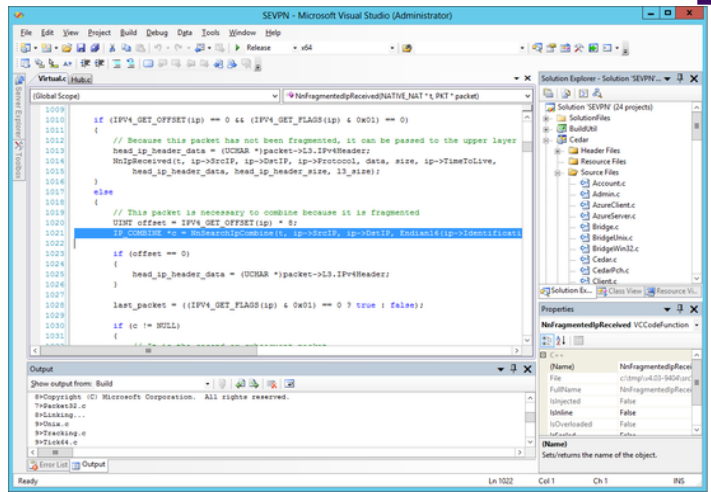 SEVPN - Microsoft Visual Studio (Administrator)
File Edit View Project Build Debug Data Tools Window Help
Release x64
Virtual.c Hub.c
(Global Scope) NnFragmentedIpReceived(NATIVE_NAT * t, PKT * packet)
1009
1010 if (IPV4_GET_OFFSET(ip) == 0 && (IPV4_GET_FLAGS(ip) & 0x01) == 0)
1011 {
1012 // Because this packet has not been fragmented, it can be passed to the upper layer
1013 head_ip_header_data = (UCHAR *)packet->L3.IPv4Header;
1014 NnIpReceived(t, ip->SrcIP, ip->DstIP, ip->Protocol, data, size, ip->TimeToLive,
1015 head_ip_header_data, head_ip_header_size, l3_size);
1016 }
1017 else
1018 {
1019 // This packet is necessary to combine because it is fragmented
1020 UINT offset = IPV4_GET_OFFSET(ip) * 8;
1021 IP_COMBINE *c = NnSearchIpCombine(t, ip->SrcIP, ip->DstIP, Endian16(ip->Identificati
1022
1023 if (offset == 0)
1024 {
1025 head_ip_header_data = (UCHAR *)packet->L3.IPv4Header;
1026 }
1027
1028 last_packet = ((IPV4_GET_FLAGS(ip) & 0x01) == 0 ? true : false);
1029
1030 if (c != NULL)
1031 {
Output
Show output from: Build
8>Copyright (C) Microsoft Corporation. All rights reserved.
7>Packet32.c
8>Linking...
9>Unix.c
9>Tracking.c
9>Tick64.c
Error List Output
Ready Ln 1022 Col 1 Ch 1 INS
Server Explorer Toolbox
Solution Explorer - Solution 'SEVPN'...
Solution 'SEVPN' (24 projects)
SolutionFiles
BuildUtil
Cedar
Header Files
Resource Files
Source Files
Account.c
Admin.c
AzureClient.c
AzureServer.c
Bridge.c
BridgeUnix.c
BridgeWin32.c
Cedar.c
CedarPch.c
Client.c
Solution Ex... Class View Resource Vi...
Properties
NnFragmentedIpReceived VCCodeFunction
C++
(Name) NnFragmentedIpRecei
File c:\tmp\v4.03-9404\src
FullName NnFragmentedIpRecei
IsInjected False
IsInline False
IsOverloaded False
(Name)
Sets/returns the name of the object.